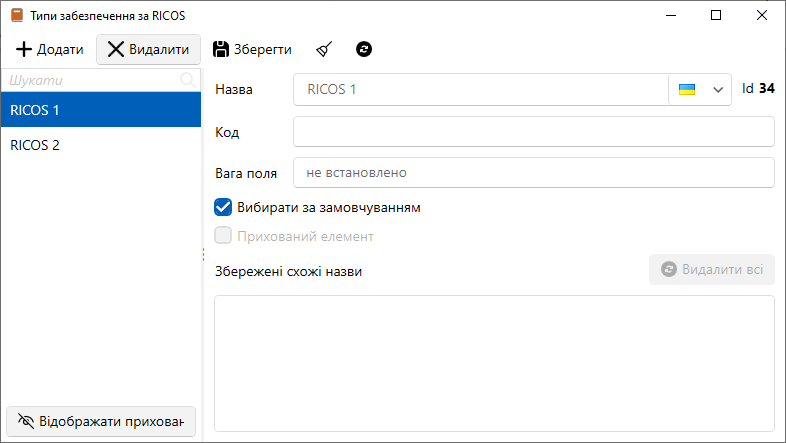 Типи забезпечення за RICOS
Додати Видалити Зберегти
Шукати
RICOS 1
RICOS 2
Відображати прихован
Назва RICOS 1 Id 34
Код
Вага поля не встановлено
Вибирати за замовчуванням
Прихований елемент
Збережені схожі назви Видалити всі